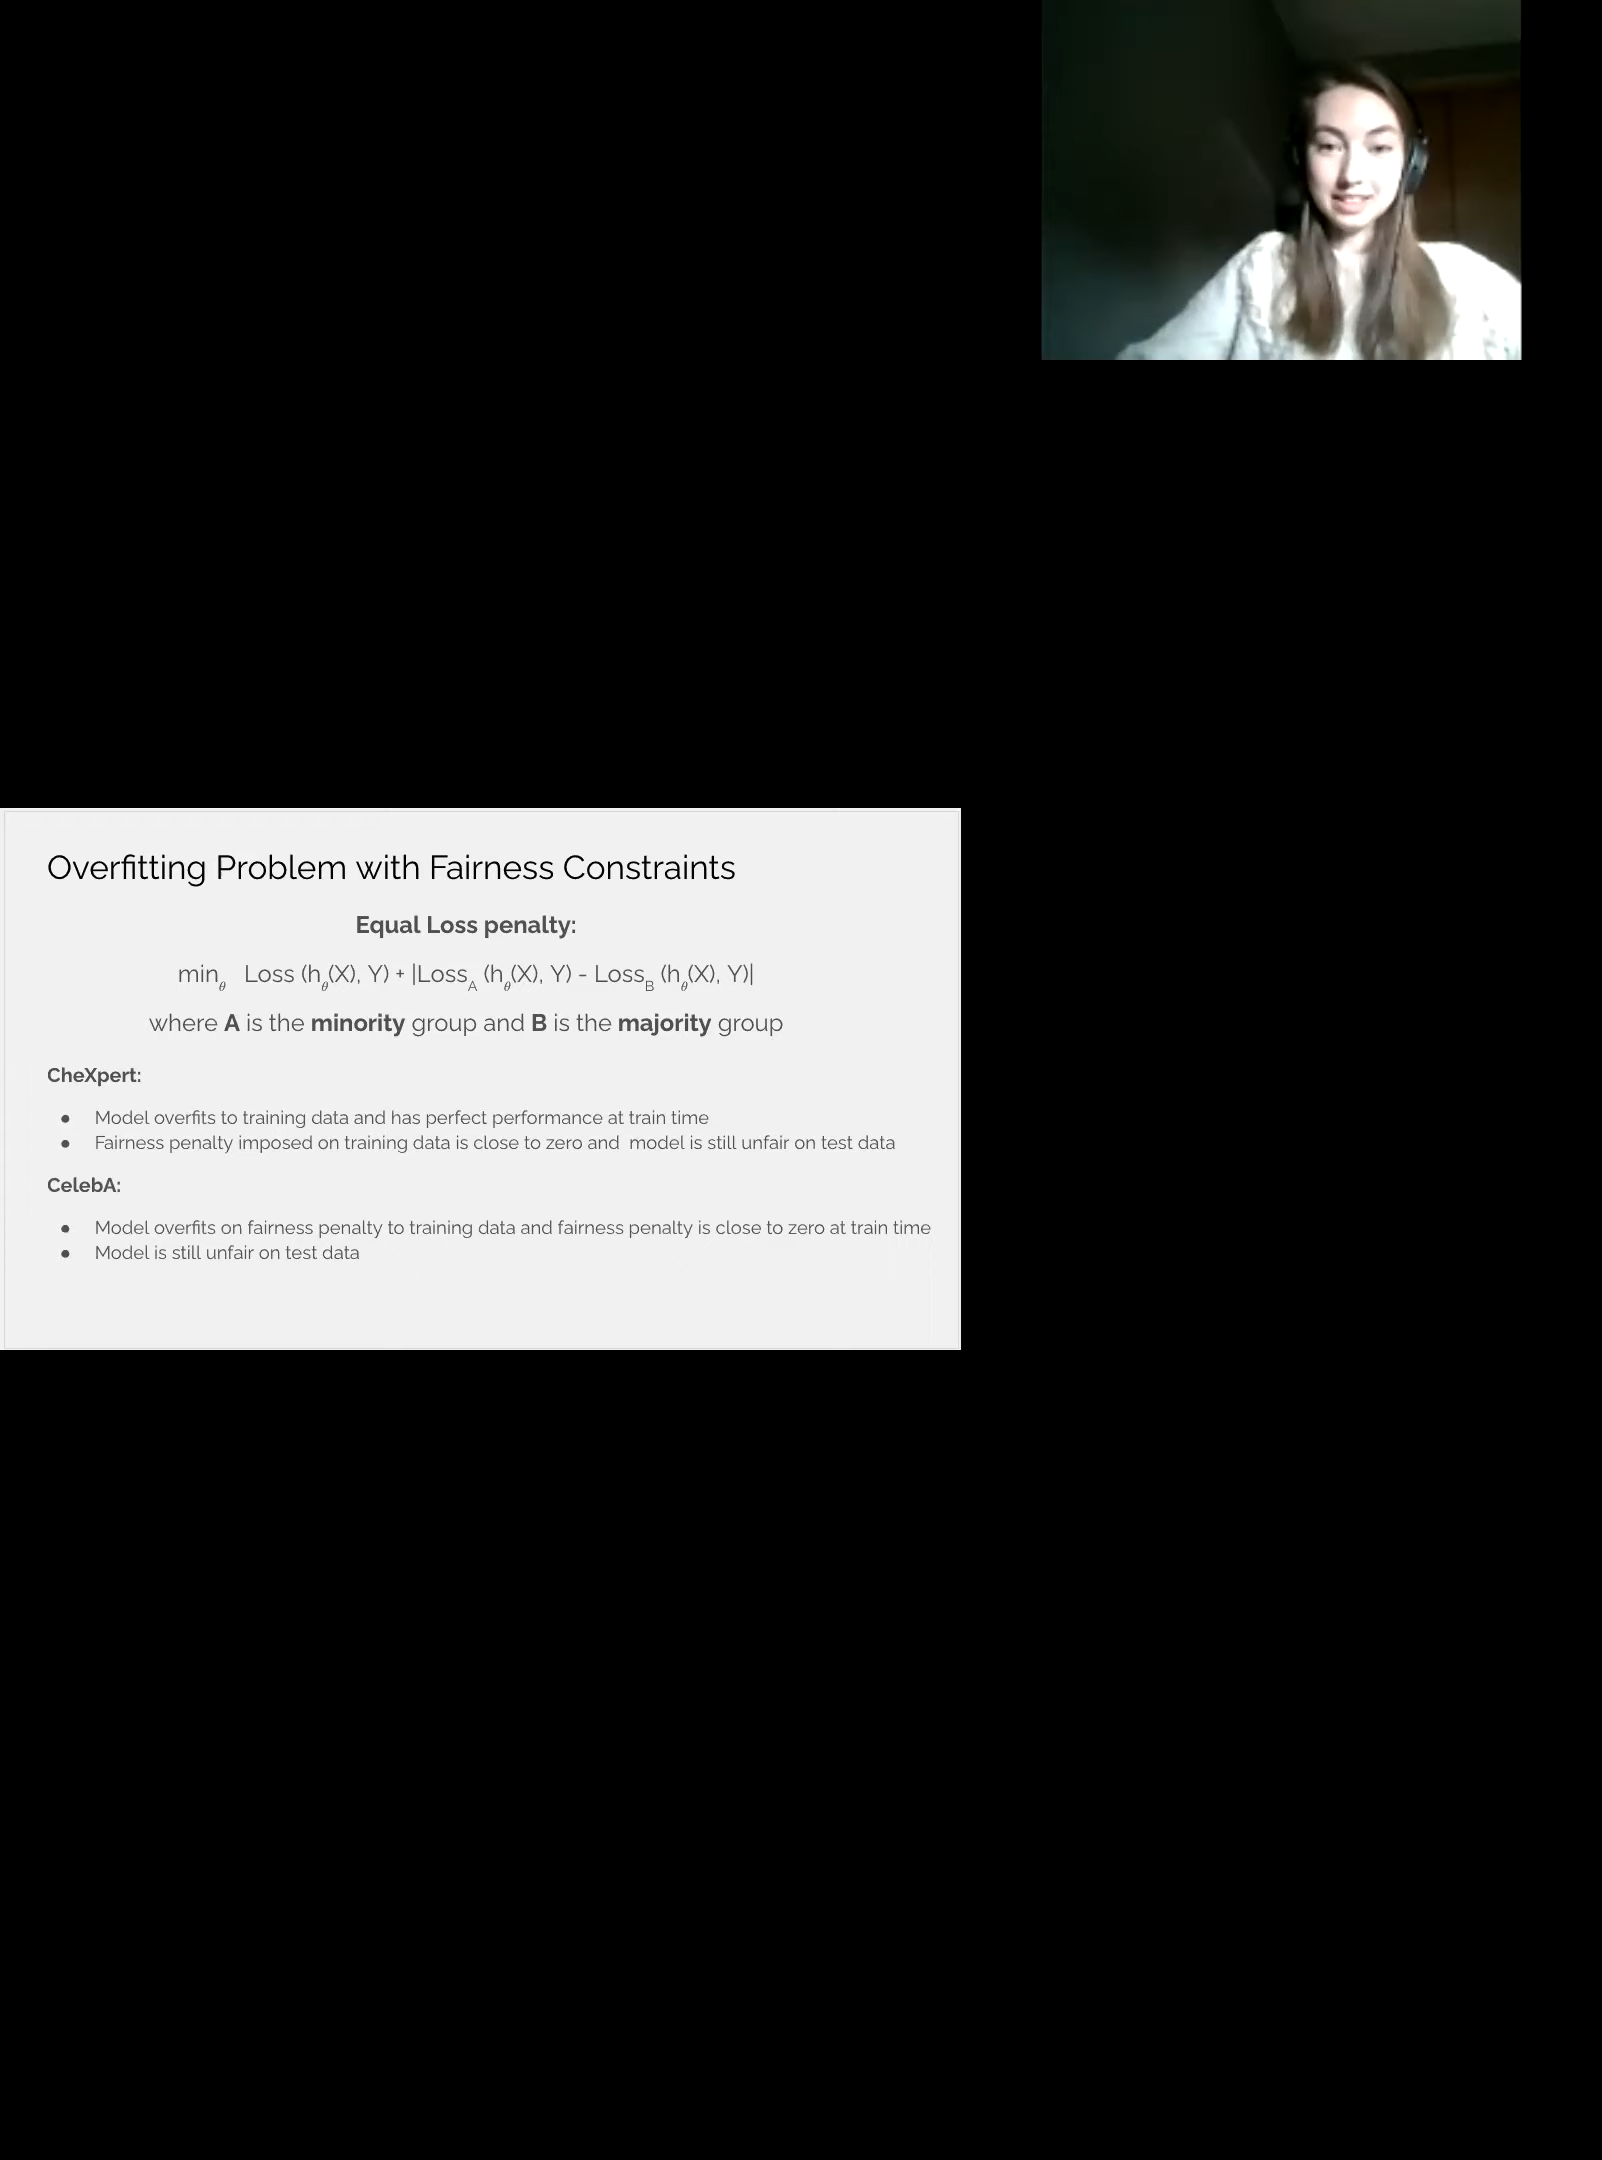 Overfitting Problem with Fairness Constraints
Equal Loss penalty:
min_θ Loss (h_θ(X), Y) + |Loss_A (h_θ(X), Y) - Loss_B (h_θ(X), Y)|
where A is the minority group and B is the majority group
CheXpert:
● Model overfits to training data and has perfect performance at train time
● Fairness penalty imposed on training data is close to zero and model is still unfair on test data
CelebA:
● Model overfits on fairness penalty to training data and fairness penalty is close to zero at train time
● Model is still unfair on test data